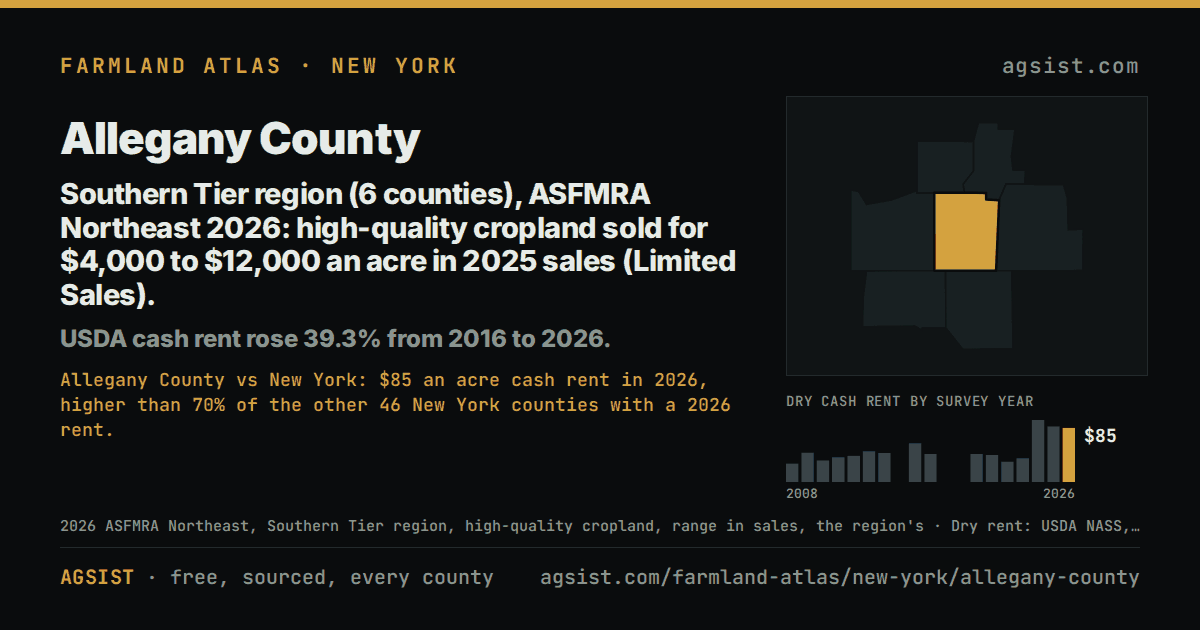 FARMLAND ATLAS · NEW YORK
agsist.com
Allegany County
Southern Tier region (6 counties), ASFMRA
Northeast 2026: high-quality cropland sold for
$4,000 to $12,000 an acre in 2025 sales (Limited
Sales).
USDA cash rent rose 39.3% from 2016 to 2026.
Allegany County vs New York: $85 an acre cash rent in 2026,
higher than 70% of the other 46 New York counties with a 2026
rent.
DRY CASH RENT BY SURVEY YEAR
$85
2008
2026
2026 ASFMRA Northeast, Southern Tier region, high-quality cropland, range in sales, the region's · Dry rent: USDA NASS,…
AGSIST · free, sourced, every county
agsist.com/farmland-atlas/new-york/allegany-county